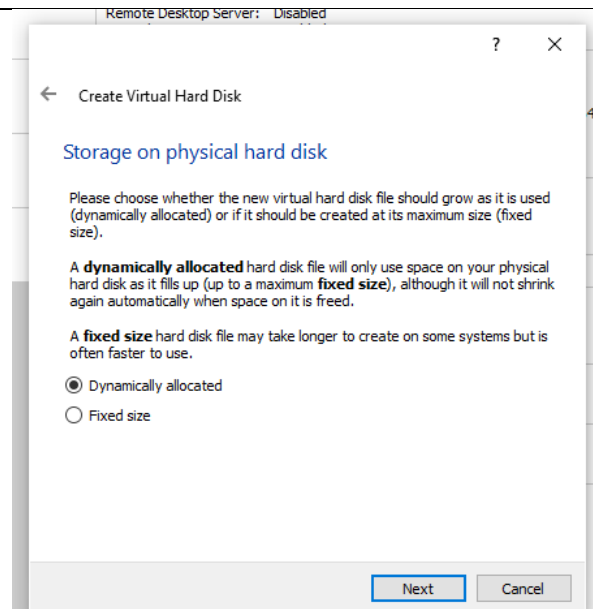 Remote Desktop Server: Disabled
?
Create Virtual Hard Disk
4
Storage on physical hard disk
Please choose whether the new virtual hard disk file should grow as it is used
(dynamically allocated) or if it should be created at its maximum size (fixed
size).
A dynamically allocated hard disk file will only use space on your physical
hard disk as it fills up (up to a maximum fixed size), although it will not shrink
again automatically when space on it is freed.
A fixed size hard disk file may take longer to create on some systems but is
often faster to use.
Dynamically allocated
Fixed size
Next Cancel